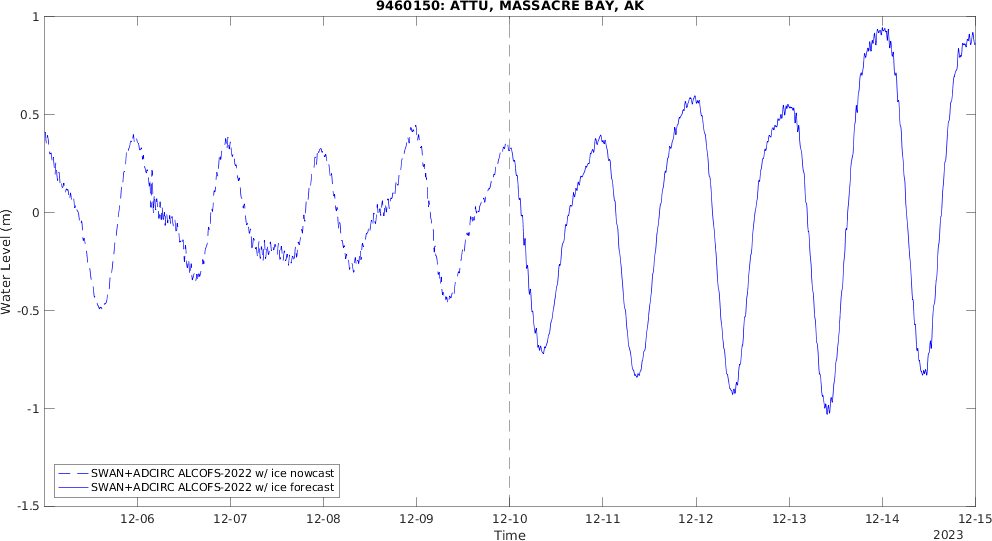 9460150: ATTU, MASSACRE BAY, AK
1
0.5
0
-0.5
-1
-1.5
Water Level (m)
SWAN+ADCIRC ALCOFS-2022 w/ ice nowcast
SWAN+ADCIRC ALCOFS-2022 w/ ice forecast
12-06 12-07 12-08 12-09 12-10 12-11 12-12 12-13 12-14 12-15
Time
2023